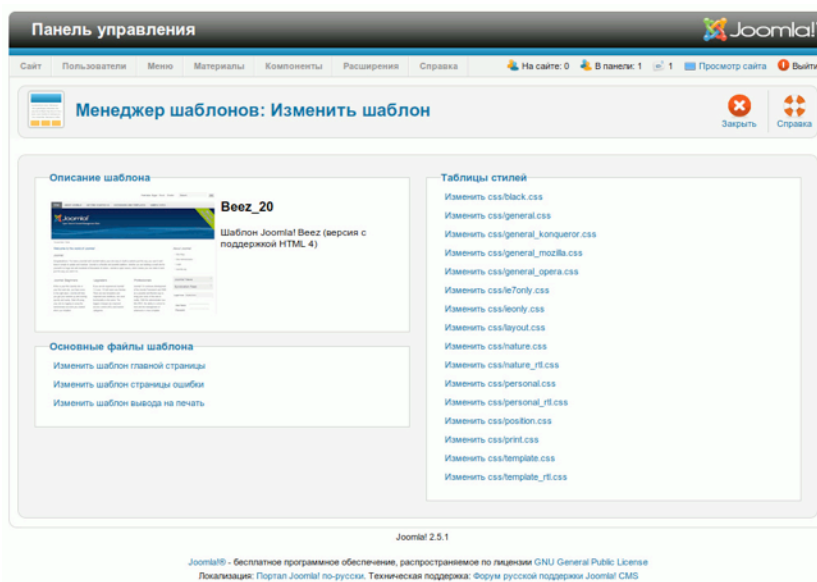 Панель управления
Joomla!
Сайт Пользователи Меню Материалы Компоненты Расширения Справка На сайте: 0 В панели: 1 1 Просмотр сайта Выйти
Менеджер шаблонов: Изменить шаблон
Закрыть Справка
Описание шаблона
Joomla!
Beez_20
Шаблон Joomla! Beez (версия с
поддержкой HTML 4)
Основные файлы шаблона
Изменить шаблон главной страницы
Изменить шаблон страницы ошибки
Изменить шаблон вывода на печать
Таблицы стилей
Изменить css/black.css
Изменить css/general.css
Изменить css/general_konqueror.css
Изменить css/general_mozilla.css
Изменить css/general_opera.css
Изменить css/ie7only.css
Изменить css/ieonly.css
Изменить css/layout.css
Изменить css/nature.css
Изменить css/nature_rtl.css
Изменить css/personal.css
Изменить css/personal_rtl.css
Изменить css/position.css
Изменить css/print.css
Изменить css/template.css
Изменить css/template_rtl.css
Joomla! 2.5.1
Joomla!® - бесплатное программное обеспечение, распространяемое по лицензии GNU General Public License
Локализация: Портал Joomla! по-русски. Техническая поддержка: Форум русской поддержки Joomla! CMS